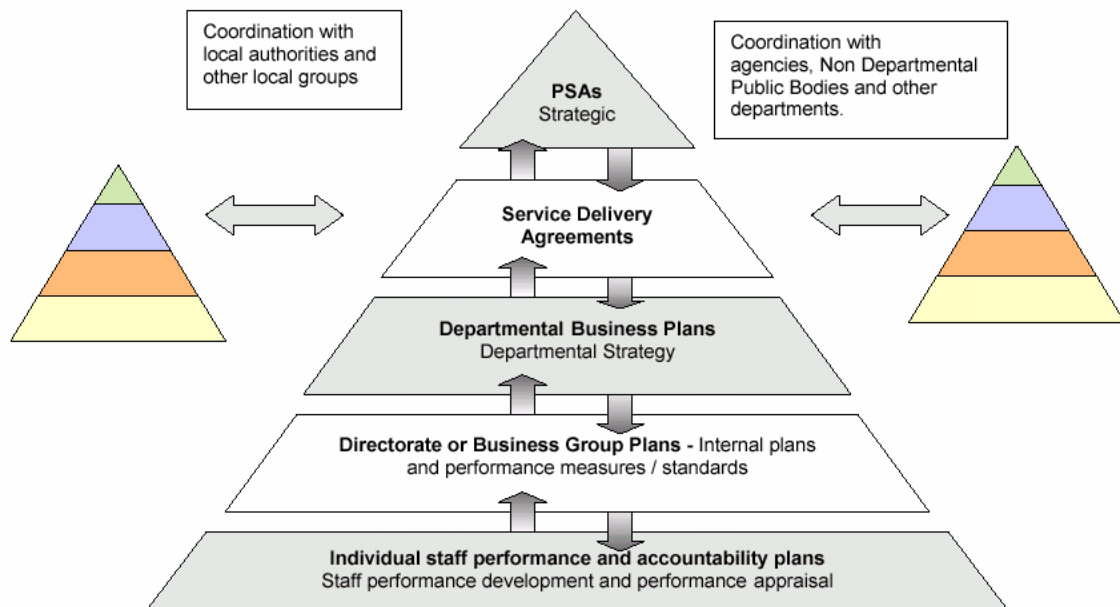 Coordination with
local authorities and
other local groups
Coordination with
agencies, Non Departmental
Public Bodies and other
departments.
PSAs
Strategic
Service Delivery
Agreements
Departmental Business Plans
Departmental Strategy
Directorate or Business Group Plans - Internal plans
and performance measures / standards
Individual staff performance and accountability plans
Staff performance development and performance appraisal